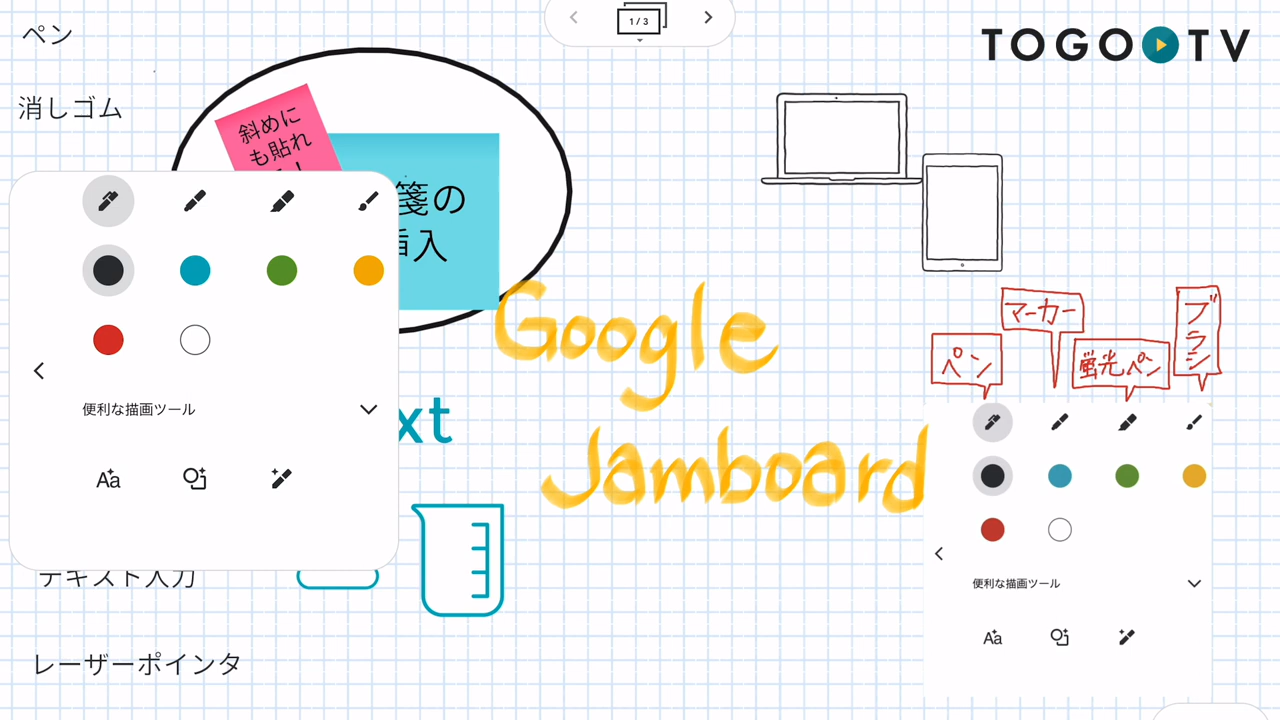 ペン
1 / 3
TOGO TV
消しゴム
斜めに
も貼れ
箋の
挿入
Google
Jamboard
マーカー
ブラシ
ペン
蛍光ペン
便利な描画ツール
xt
テキスト入力
便利な描画ツール
レーザーポインタ